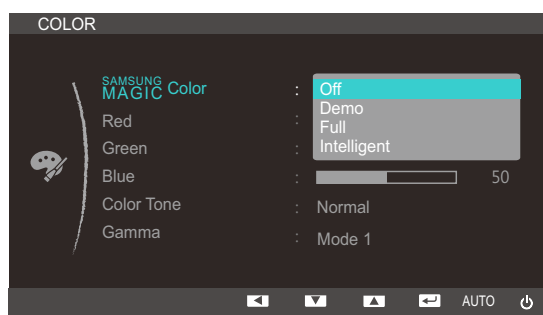 COLOR
SAMSUNG MAGIC Color : Off
Demo
Full
Intelligent
Red :
Green :
Blue : 50
Color Tone : Normal
Gamma : Mode 1
AUTO